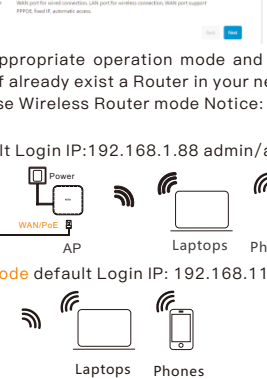 WAN port for wired connection, LAN port for wireless connection; WAN port support
PPPOE, fixed IP, automatic access.
Back Next
ppropriate operation mode and
f already exist a Router in your ne
se Wireless Router mode Notice:
lt Login IP:192.168.1.88 admin/a
Power
WAN/PoE
AP
Laptops Ph
ode default Login IP: 192.168.11
Laptops Phones